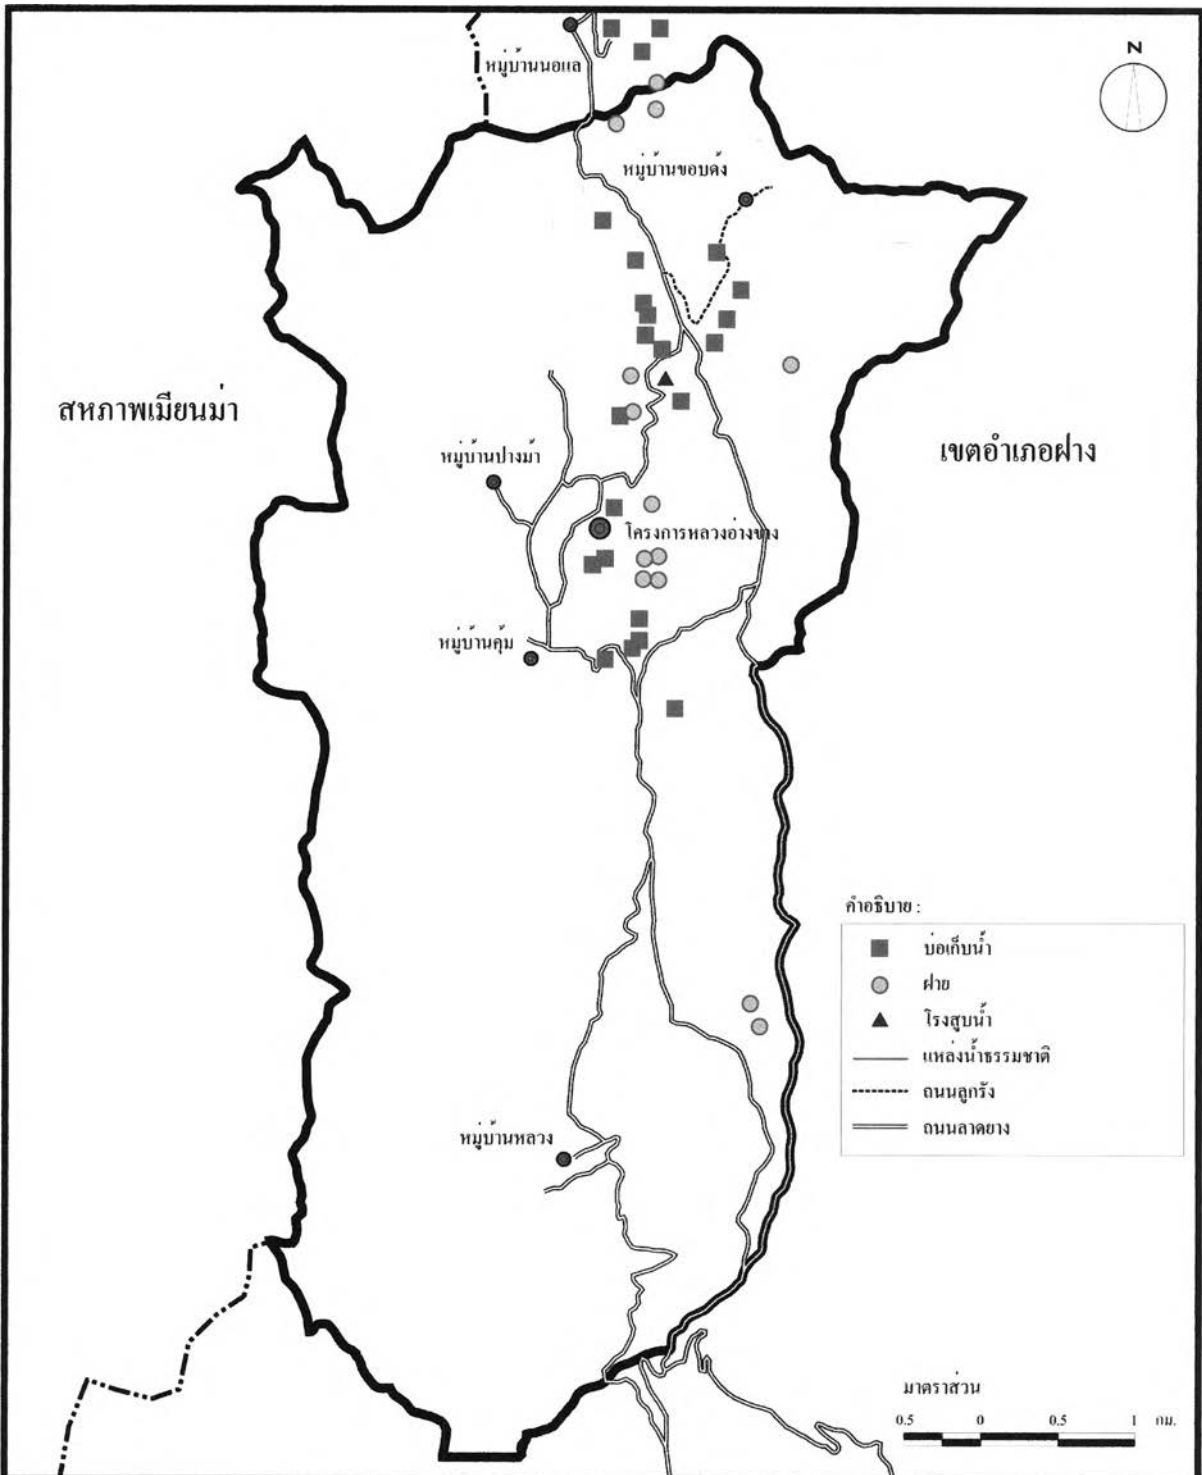 N
หมู่บ้านนอแล
หมู่บ้านขอบด้ง
สหภาพเมียนม่า
เขตอำเภอฝาง
หมู่บ้านปางม้า
โครงการหลวงอ่างขาง
หมู่บ้านคุ้ม
คำอธิบาย :
บ่อเก็บน้ำ
ฝาย
โรงสูบน้ำ
แหล่งน้ำธรรมชาติ
ถนนลูกรัง
ถนนลาดยาง
หมู่บ้านหลวง
มาตราส่วน
0.5 0 0.5 1 กม.